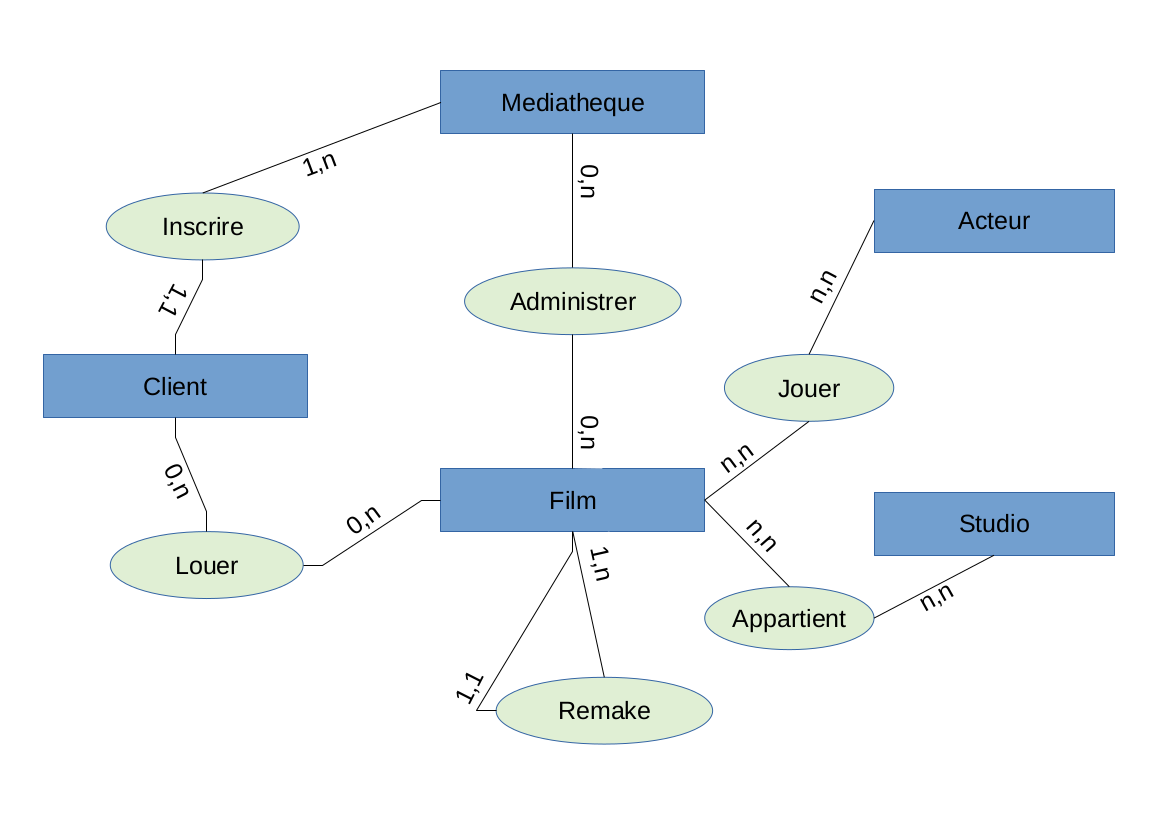 Mediatheque
1,n
0,n
Inscrire
Acteur
1,1
n,n
Administrer
Client
Jouer
0,n
n,n
0,n
0,n
Film
n,n
Studio
Louer
1,n
n,n
Appartient
1,1
Remake